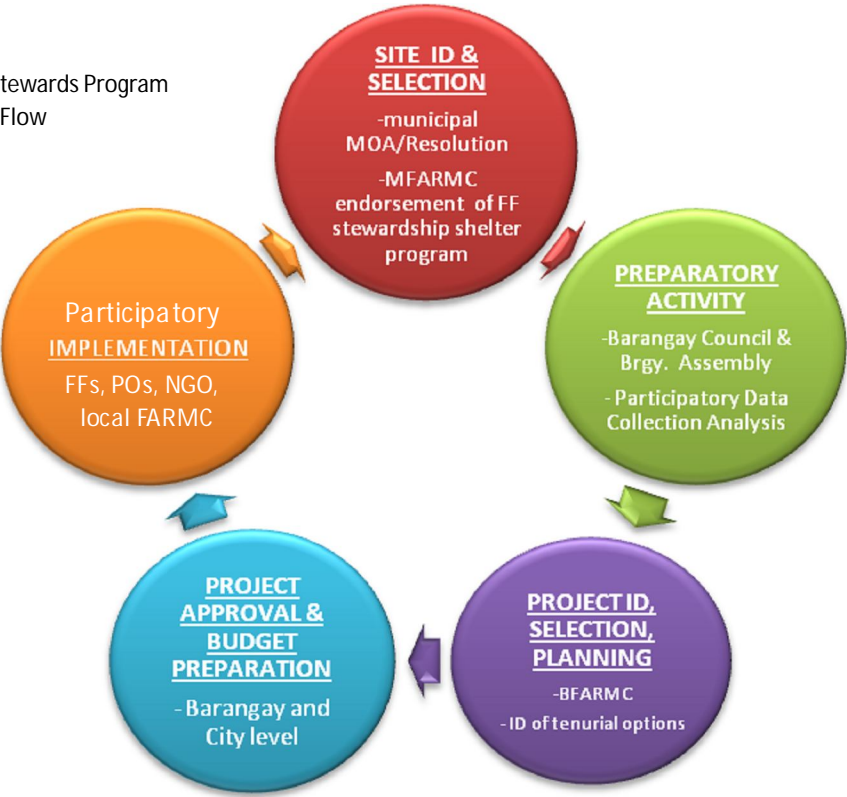 tewards Program
Flow
SITE ID &
SELECTION
-municipal
MOA/Resolution
-MFARMC
endorsement of FF
stewardship shelter
program
PREPARATORY
ACTIVITY
-Barangay Council &
Brgy. Assembly
- Participatory Data
Collection Analysis
PROJECT ID,
SELECTION,
PLANNING
-BFARMC
- ID of tenurial options
PROJECT
APPROVAL &
BUDGET
PREPARATION
- Barangay and
City level
Participatory
IMPLEMENTATION
FFs, POs, NGO,
local FARMC